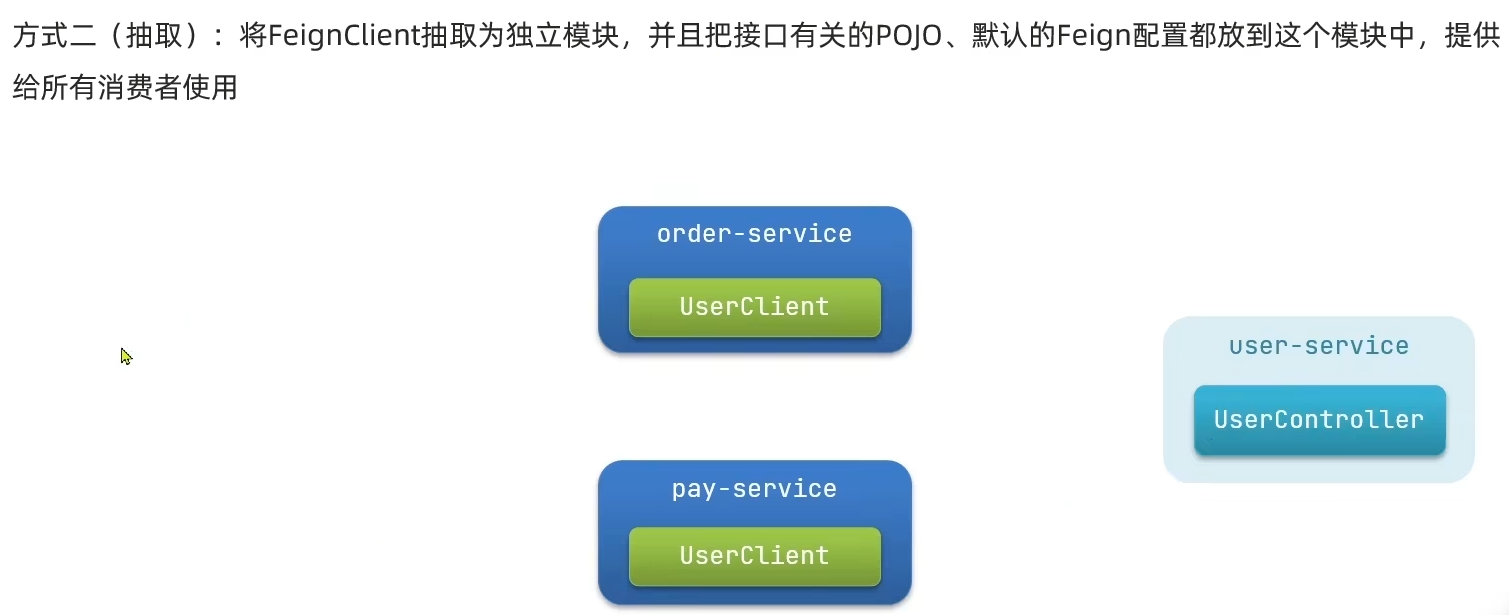 方式二（抽取）：将FeignClient抽取为独立模块，并且把接口有关的POJO、默认的Feign配置都放到这个模块中，提供
给所有消费者使用
order-service
UserClient
user-service
UserController
pay-service
UserClient